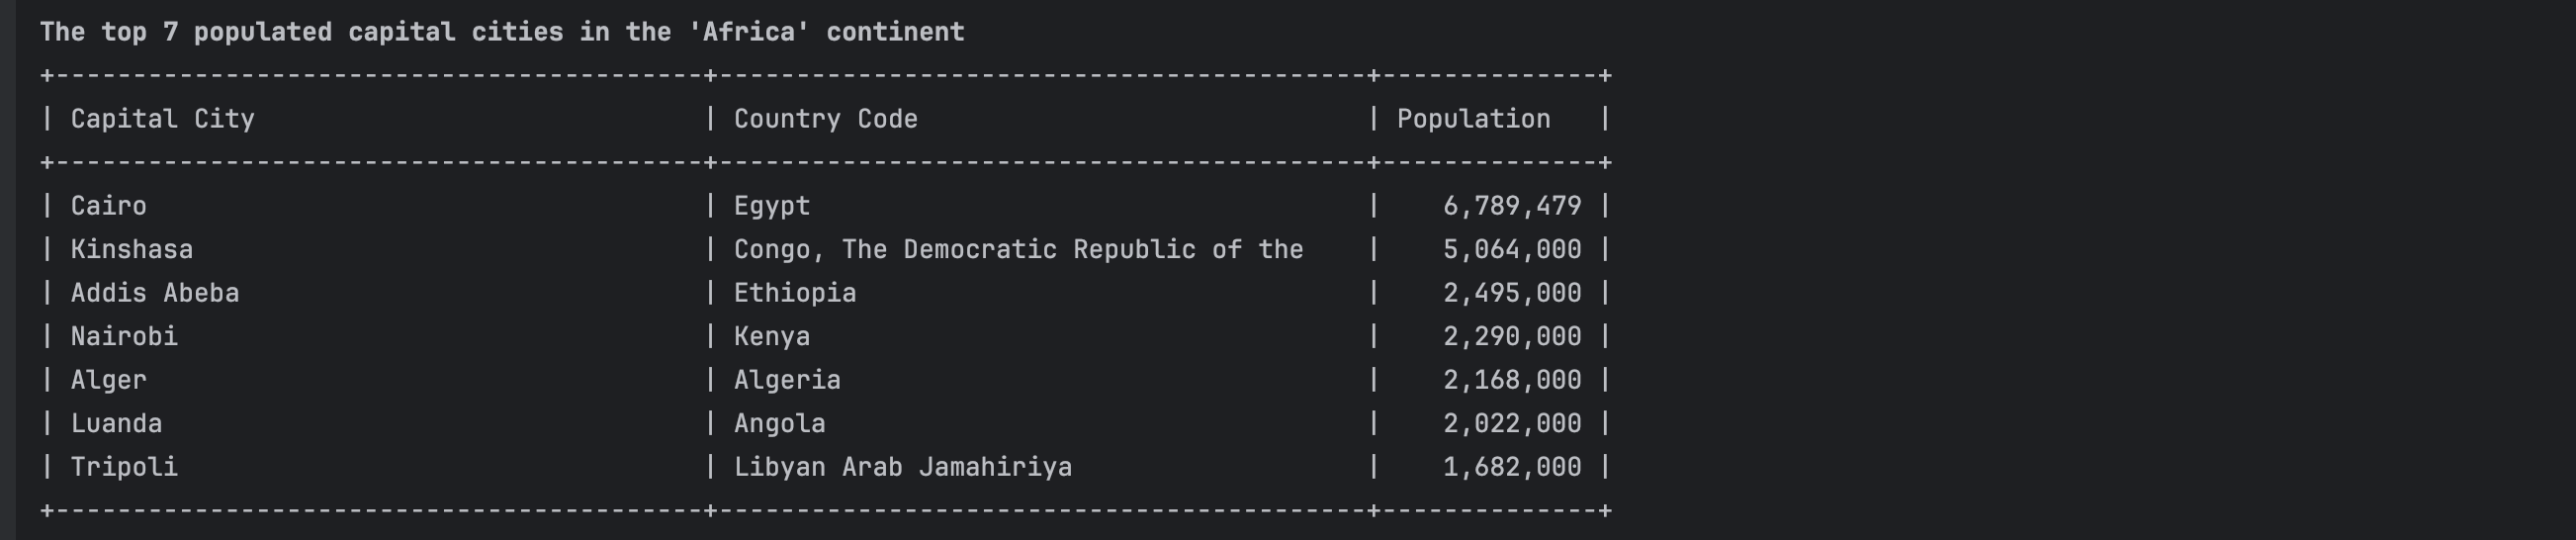 The top 7 populated capital cities in the 'Africa' continent
+------------------------------------------+------------------------------------------+--------------+
| Capital City                             | Country Code                             | Population   |
+------------------------------------------+------------------------------------------+--------------+
| Cairo                                    | Egypt                                    |    6,789,479 |
| Kinshasa                                 | Congo, The Democratic Republic of the    |    5,064,000 |
| Addis Abeba                              | Ethiopia                                 |    2,495,000 |
| Nairobi                                  | Kenya                                    |    2,290,000 |
| Alger                                    | Algeria                                  |    2,168,000 |
| Luanda                                   | Angola                                   |    2,022,000 |
| Tripoli                                  | Libyan Arab Jamahiriya                   |    1,682,000 |
+------------------------------------------+------------------------------------------+--------------+